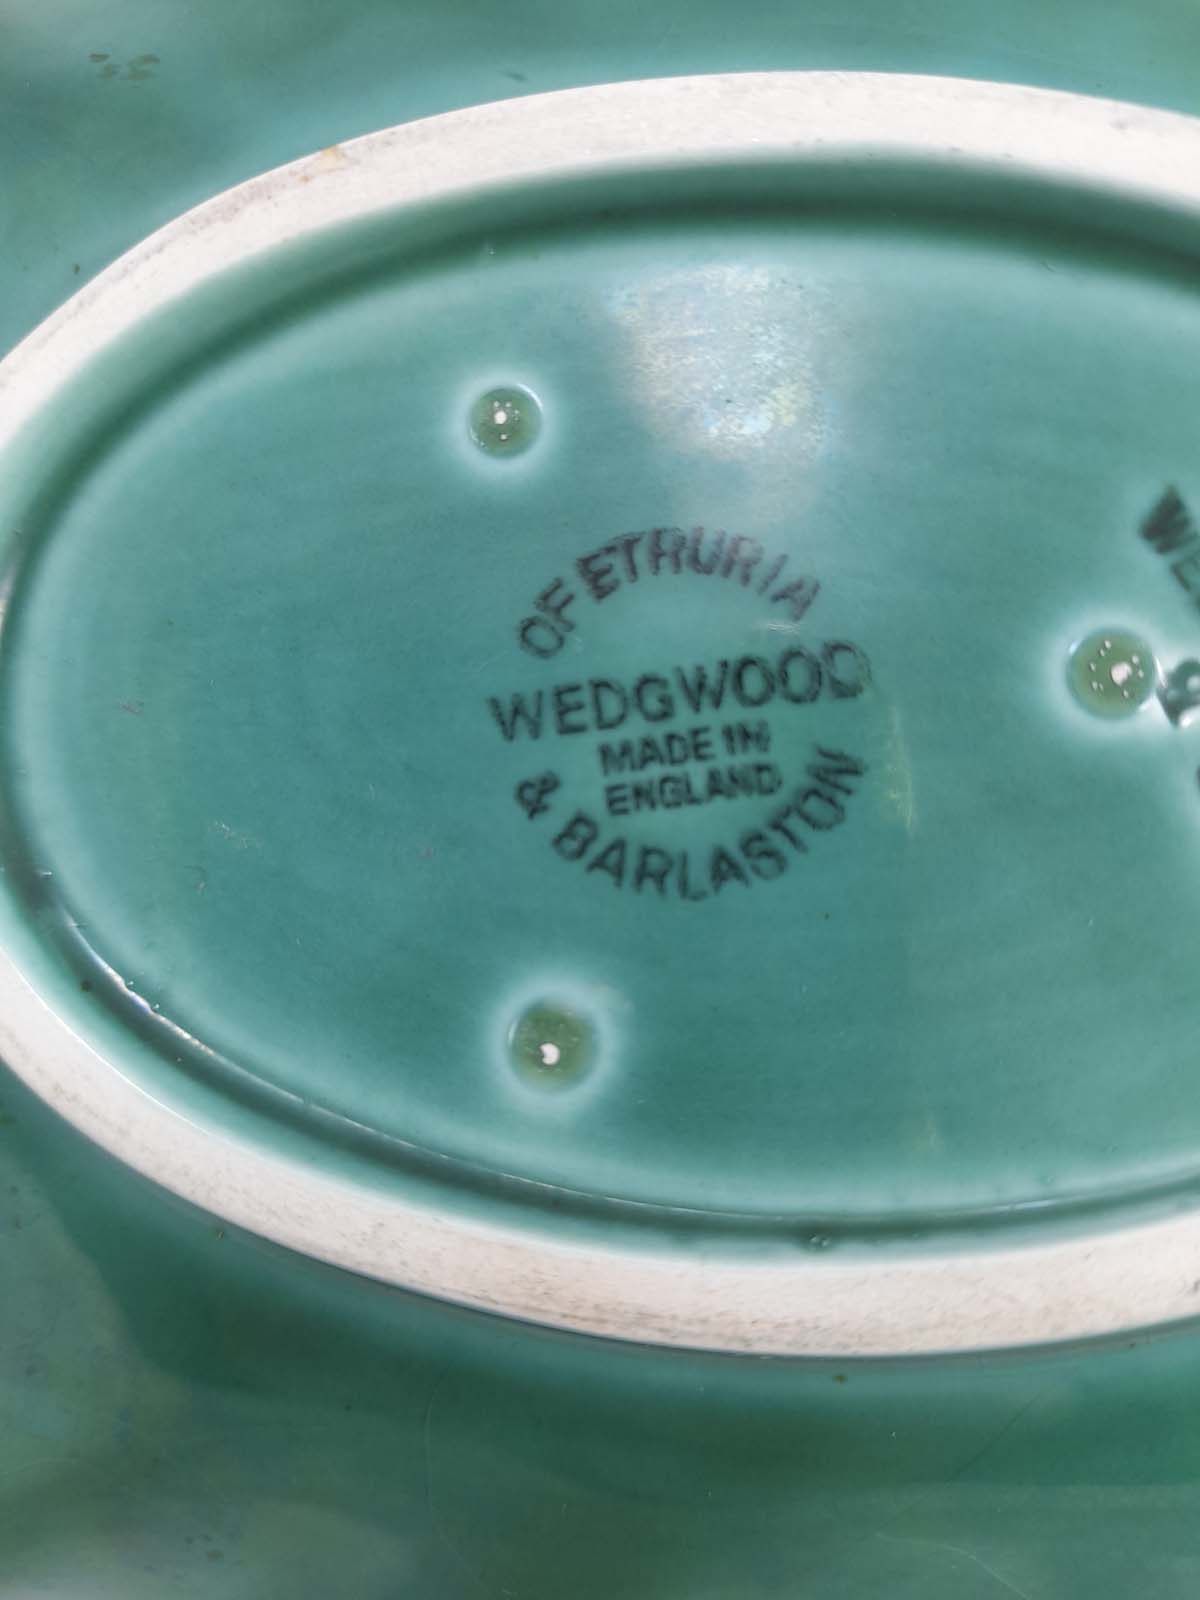 OF ETRURIA
WEDGWOOD
MADE IN
ENGLAND
& BARLASTON